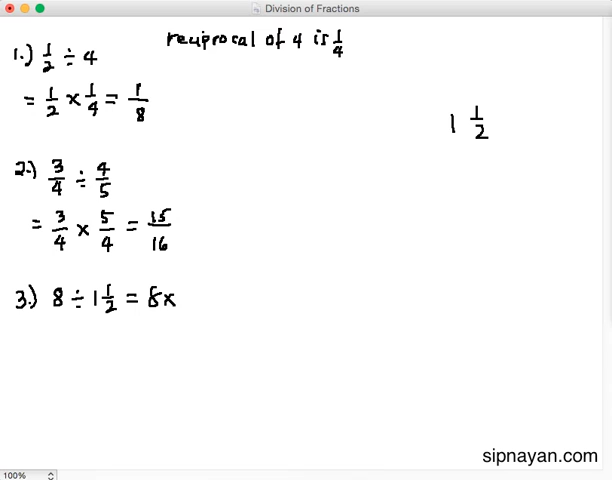 Division of Fractions
reciprocal of 4 is 1/4
1.) 1/2 ÷ 4
= 1/2 x 1/4 = 1/8
1 1/2
2.) 3/4 ÷ 4/5
= 3/4 x 5/4 = 15/16
3.) 8 ÷ 1 1/2 = 8x
sipnayan.com
100%